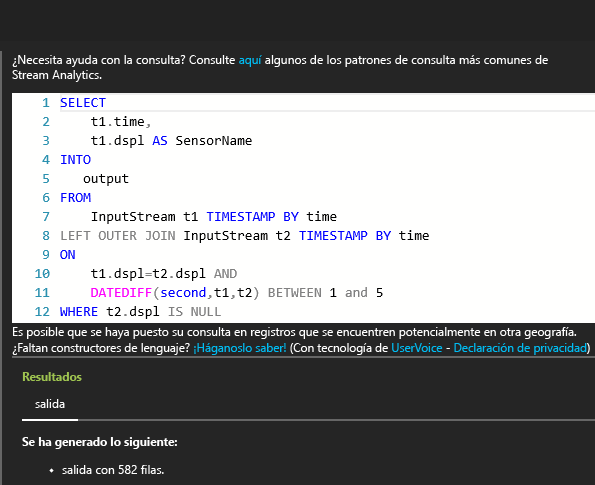 ¿Necesita ayuda con la consulta? Consulte aquí algunos de los patrones de consulta más comunes de
Stream Analytics.
1 SELECT
2 t1.time,
3 t1.dspl AS SensorName
4 INTO
5 output
6 FROM
7 InputStream t1 TIMESTAMP BY time
8 LEFT OUTER JOIN InputStream t2 TIMESTAMP BY time
9 ON
10 t1.dspl=t2.dspl AND
11 DATEDIFF(second,t1,t2) BETWEEN 1 and 5
12 WHERE t2.dspl IS NULL
Es posible que se haya puesto su consulta en registros que se encuentren potencialmente en otra geografía.
¿Faltan constructores de lenguaje? ¡Háganoslo saber! (Con tecnología de UserVoice - Declaración de privacidad)
Resultados
salida
Se ha generado lo siguiente:
• salida con 582 filas.